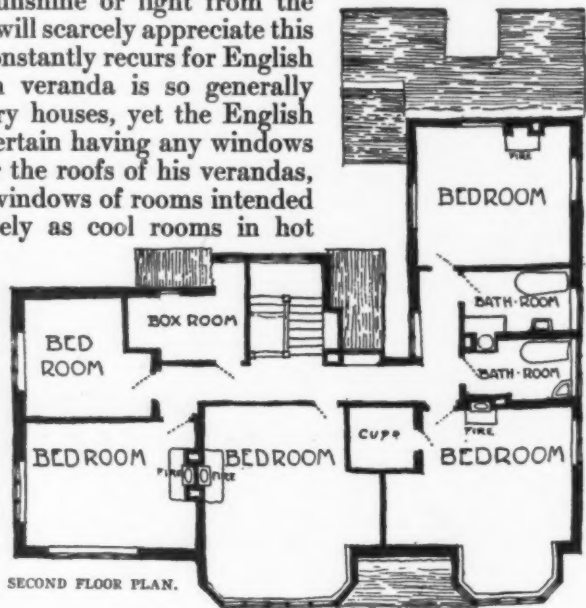 unshine or light from the
will scarcely appreciate this
onstantly recurs for English
veranda is so generally
ry houses, yet the English
ertain having any windows
the roofs of his verandas,
windows of rooms intended
ely as cool rooms in hot
FIRE
BEDROOM
BATH-ROOM
BOX ROOM
BED
ROOM
BATH-ROOM
CUPD
FIRE
BEDROOM
FIRE
FIRE
BEDROOM
BEDROOM
SECOND FLOOR PLAN.